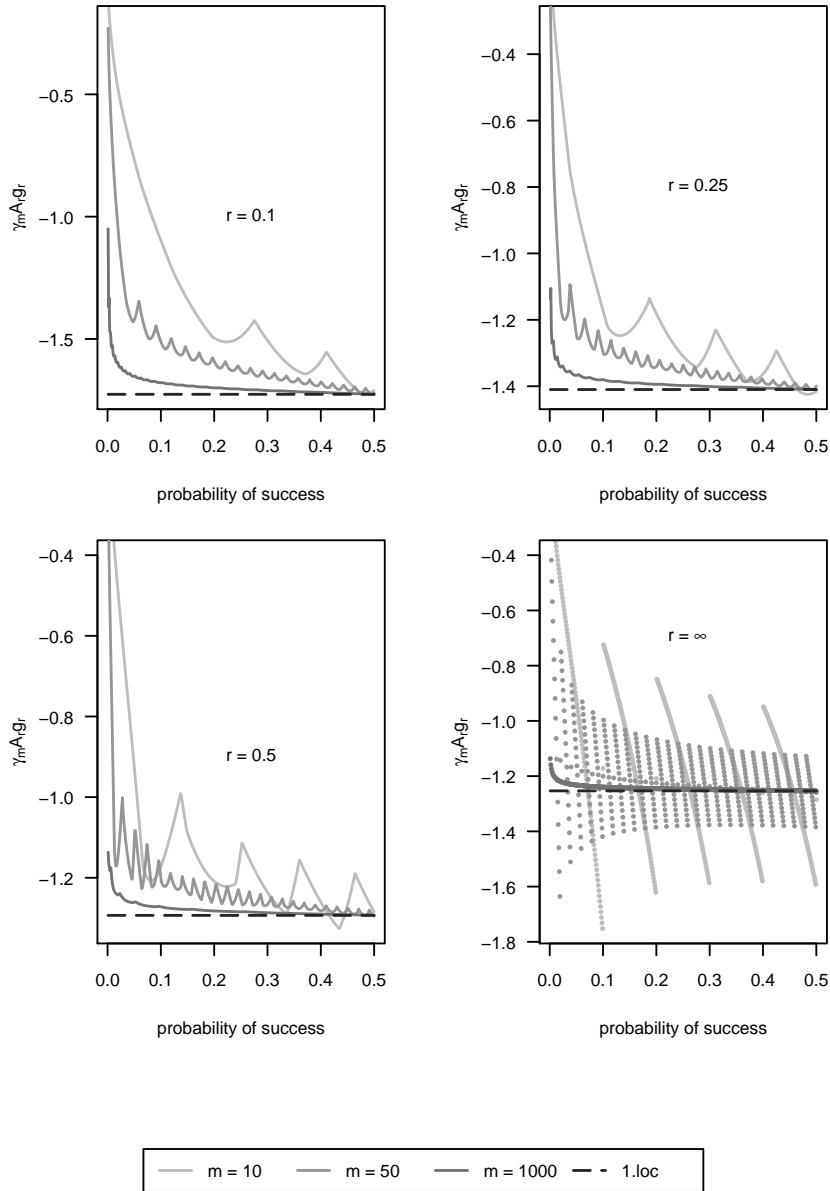 −0.5
−1.0
−1.5
γmArgr
r = 0.1
0.0 0.1 0.2 0.3 0.4 0.5
probability of success
−0.4
−0.6
−0.8
−1.0
−1.2
−1.4
γmArgr
r = 0.25
0.0 0.1 0.2 0.3 0.4 0.5
probability of success
−0.4
−0.6
−0.8
−1.0
−1.2
γmArgr
r = 0.5
0.0 0.1 0.2 0.3 0.4 0.5
probability of success
−0.4
−0.6
−0.8
−1.0
−1.2
−1.4
−1.6
−1.8
γmArgr
r = ∞
0.0 0.1 0.2 0.3 0.4 0.5
probability of success
m = 10 m = 50 m = 1000 1.loc